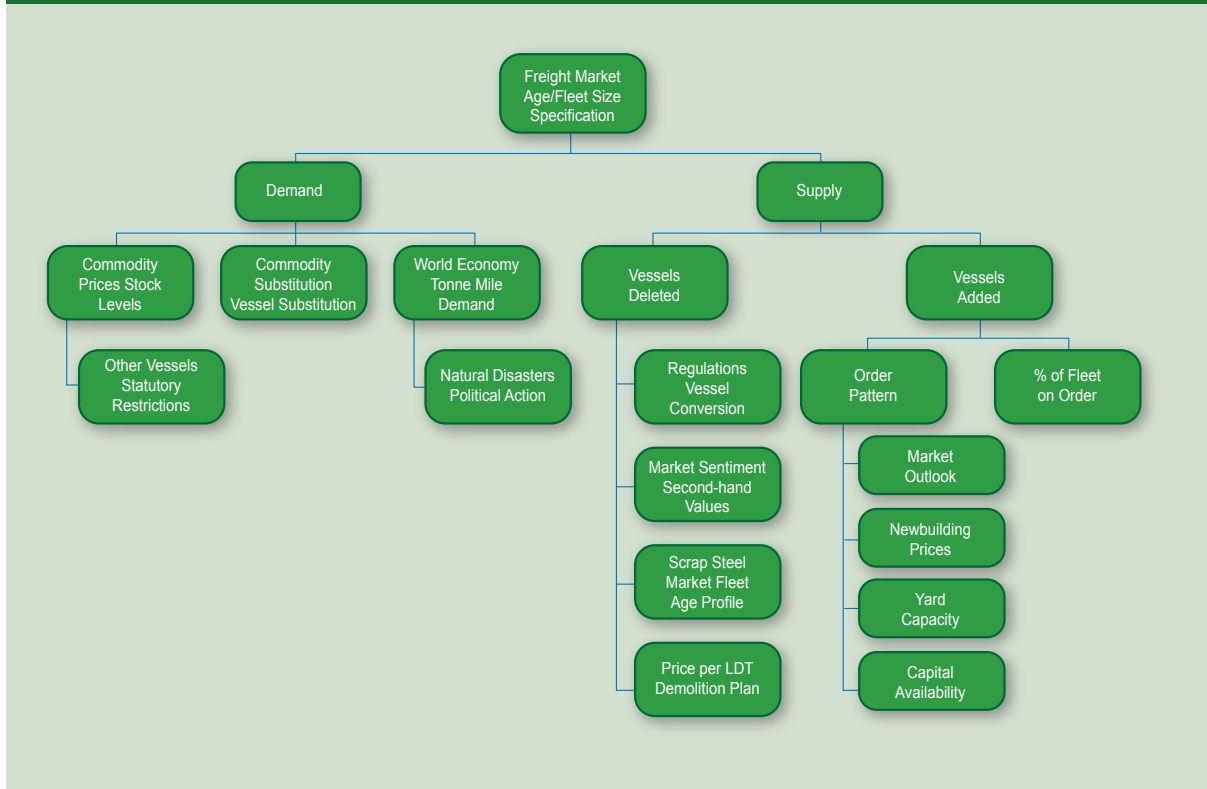 Freight Market
Age/Fleet Size
Specification
Demand
Supply
Commodity
Prices Stock
Levels
Commodity
Substitution
Vessel Substitution
World Economy
Tonne Mile
Demand
Vessels
Deleted
Vessels
Added
Other Vessels
Statutory
Restrictions
Natural Disasters
Political Action
Regulations
Vessel
Conversion
Order
Pattern
% of Fleet
on Order
Market Sentiment
Second-hand
Values
Market
Outlook
Newbuilding
Prices
Scrap Steel
Market Fleet
Age Profile
Yard
Capacity
Price per LDT
Demolition Plan
Capital
Availability